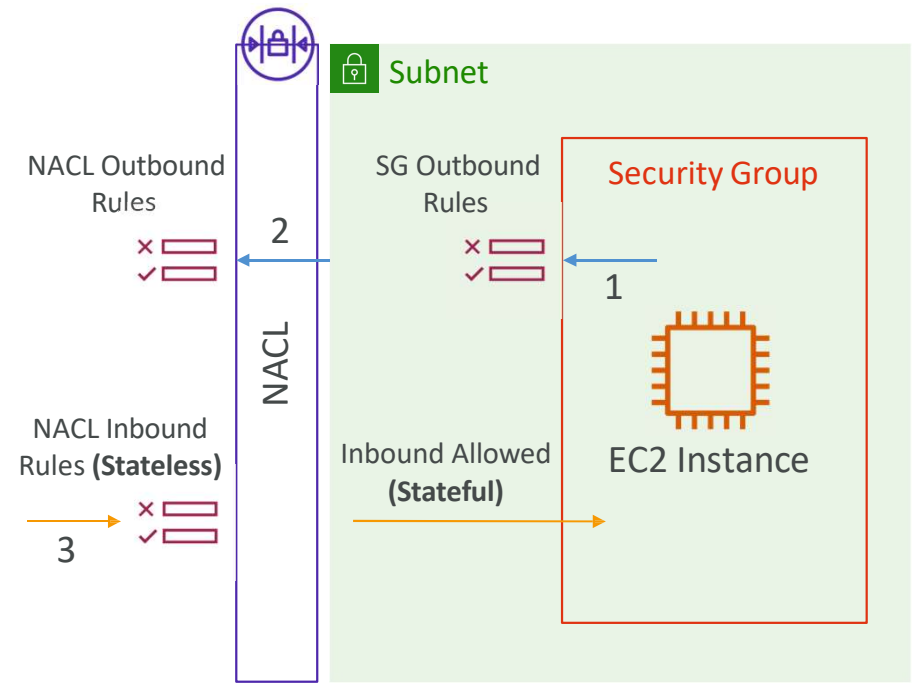 Subnet
NACL Outbound
Rules
SG Outbound
Rules
Security Group
2
1
NACL
NACL Inbound
Rules (Stateless)
Inbound Allowed
(Stateful)
EC2 Instance
3